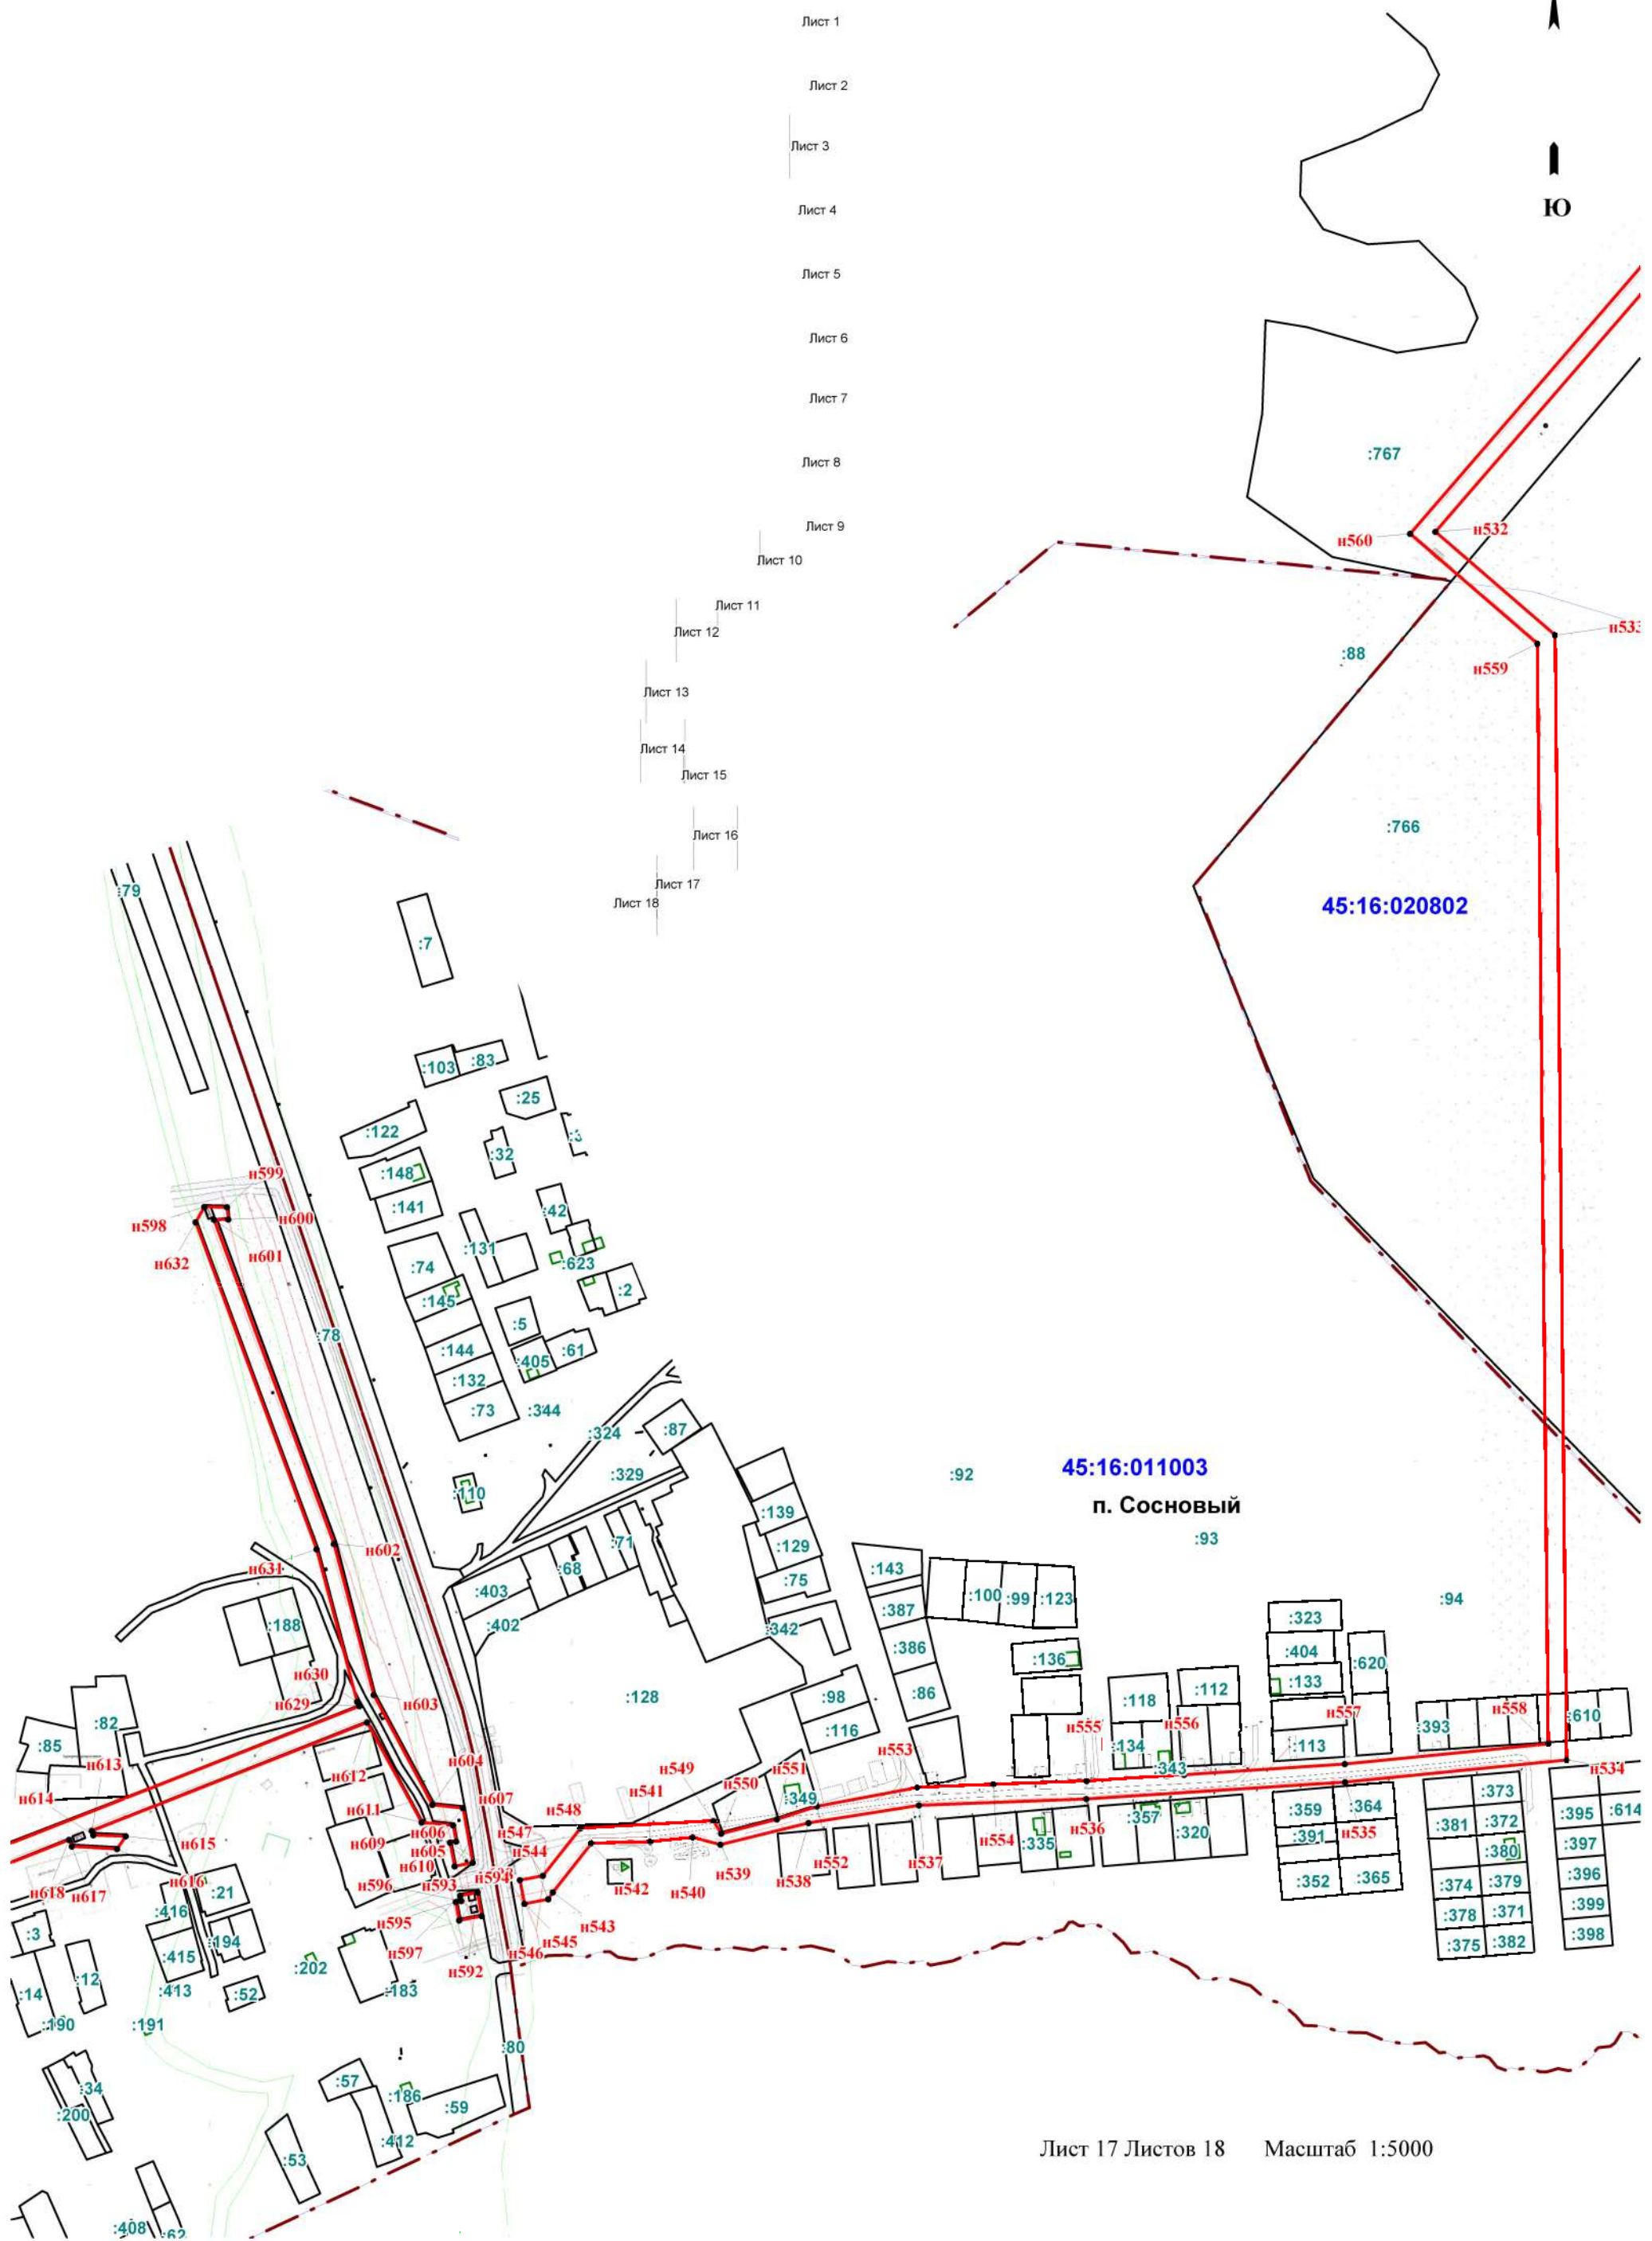 Лист 1
Лист 2
Лист 3
Лист 4
Ю
Лист 5
Лист 6
Лист 7
:767
Лист 8
Лист 9
н532
н560
Лист 10
Лист 11
Лист 12
:88
н559
Лист 13
Лист 14
Лист 15
Лист 16
:766
Лист 17
Лист 18
:79
45:16:020802
:7
:103
:83
:25
:122
:32
:148
:141
н599
н598
н600
н601
н632
:42
:131
:623
:74
:145
:2
:5
:78
:144
:405
:61
:132
:73
:344
:324
:87
:329
:92
45:16:011003
п. Сосновый
:93
:110
:139
:129
:71
:68
:75
:403
:402
н602
н631
:143
:387
:100
:99
:123
:94
:188
:342
:386
:323
:404
:133
:620
:136
н630
н629
н603
:128
:98
:86
:116
:118
:112
:82
:85
н613
н614
н612
н604
н607
н611
н606
н609
н605
н610
н553
н555
н556
н557
н558
:393
:610
:134
:343
:113
н534
н549
н551
н550
:349
н541
н548
н547
н544
н554
н536
:357
:320
:335
:359
:364
н535
:391
:352
:365
:373
:381
:372
:380
:374
:379
:378
:371
:375
:382
:395
:614
:397
:396
:399
:398
н615
н618
н617
н616
:21
:416
:194
:415
:413
:3
:12
:14
:190
:191
:52
:202
:183
н596
н593
н595
н597
н592
н546
н545
н543
н542
н540
н539
н538
н552
н537
:80
:34
:200
:57
:186
:59
:412
:53
:408
:62
Лист 17 Листов 18 Масштаб 1:5000